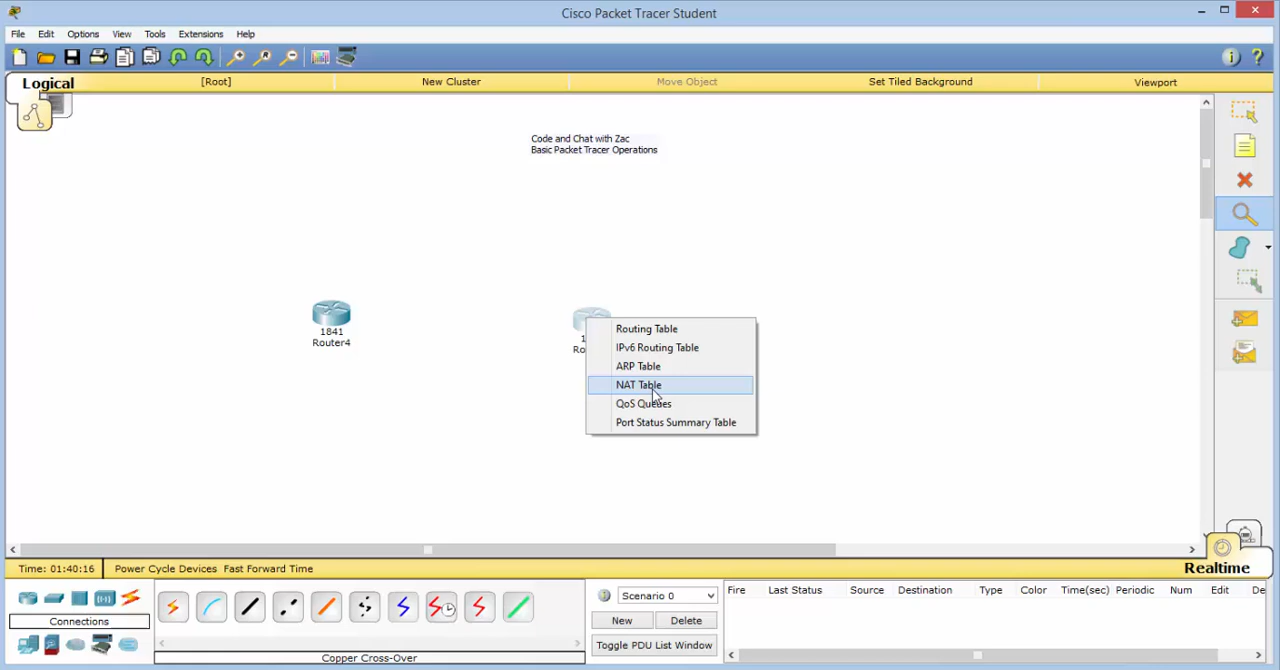 Cisco Packet Tracer Student
File Edit Options View Tools Extensions Help
Logical [Root] New Cluster Move Object Set Tiled Background Viewport
Code and Chat with Zac
Basic Packet Tracer Operations
1841
Router4
1
Ro
Routing Table
IPv6 Routing Table
ARP Table
NAT Table
QoS Queues
Port Status Summary Table
Time: 01:40:16 Power Cycle Devices Fast Forward Time
Realtime
Connections
Copper Cross-Over
Scenario 0
New Delete
Toggle PDU List Window
Fire Last Status Source Destination Type Color Time(sec) Periodic Num Edit De